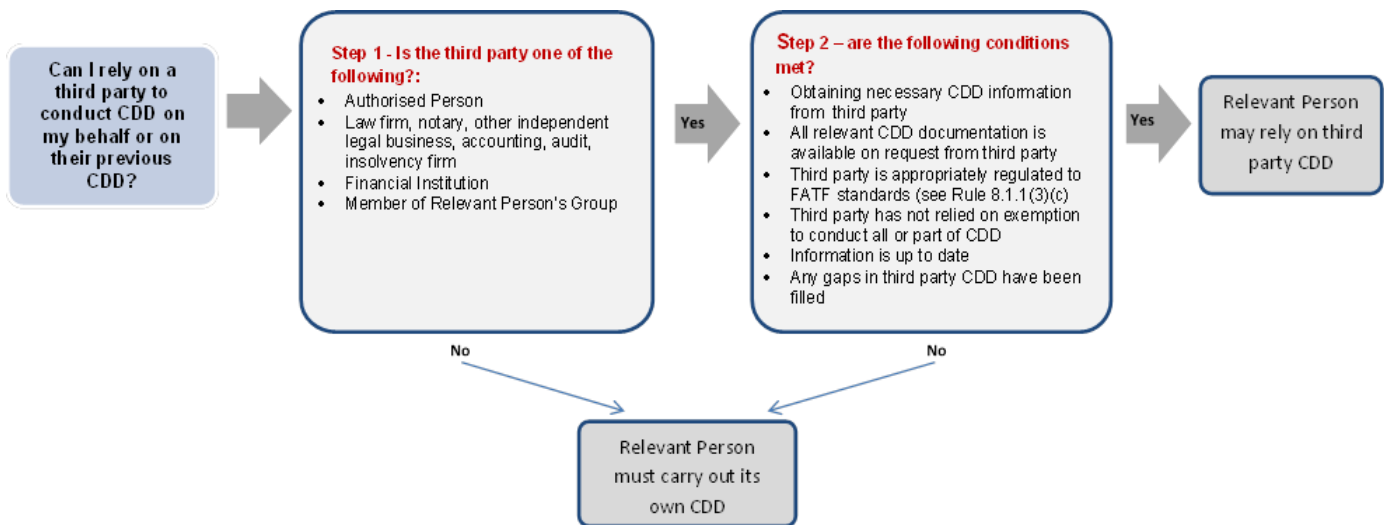 Can I rely on a
third party to
conduct CDD on
my behalf or on
their previous
CDD?
Step 1 - Is the third party one of the
following?:
• Authorised Person
• Law firm, notary, other independent
legal business, accounting, audit,
insolvency firm
• Financial Institution
• Member of Relevant Person's Group
Yes
Step 2 – are the following conditions
met?
• Obtaining necessary CDD information
from third party
• All relevant CDD documentation is
available on request from third party
• Third party is appropriately regulated to
FATF standards (see Rule 8.1.1(3)(c)
• Third party has not relied on exemption
to conduct all or part of CDD
• Information is up to date
• Any gaps in third party CDD have been
filled
Yes
Relevant Person
may rely on third
party CDD
No
No
Relevant Person
must carry out its
own CDD